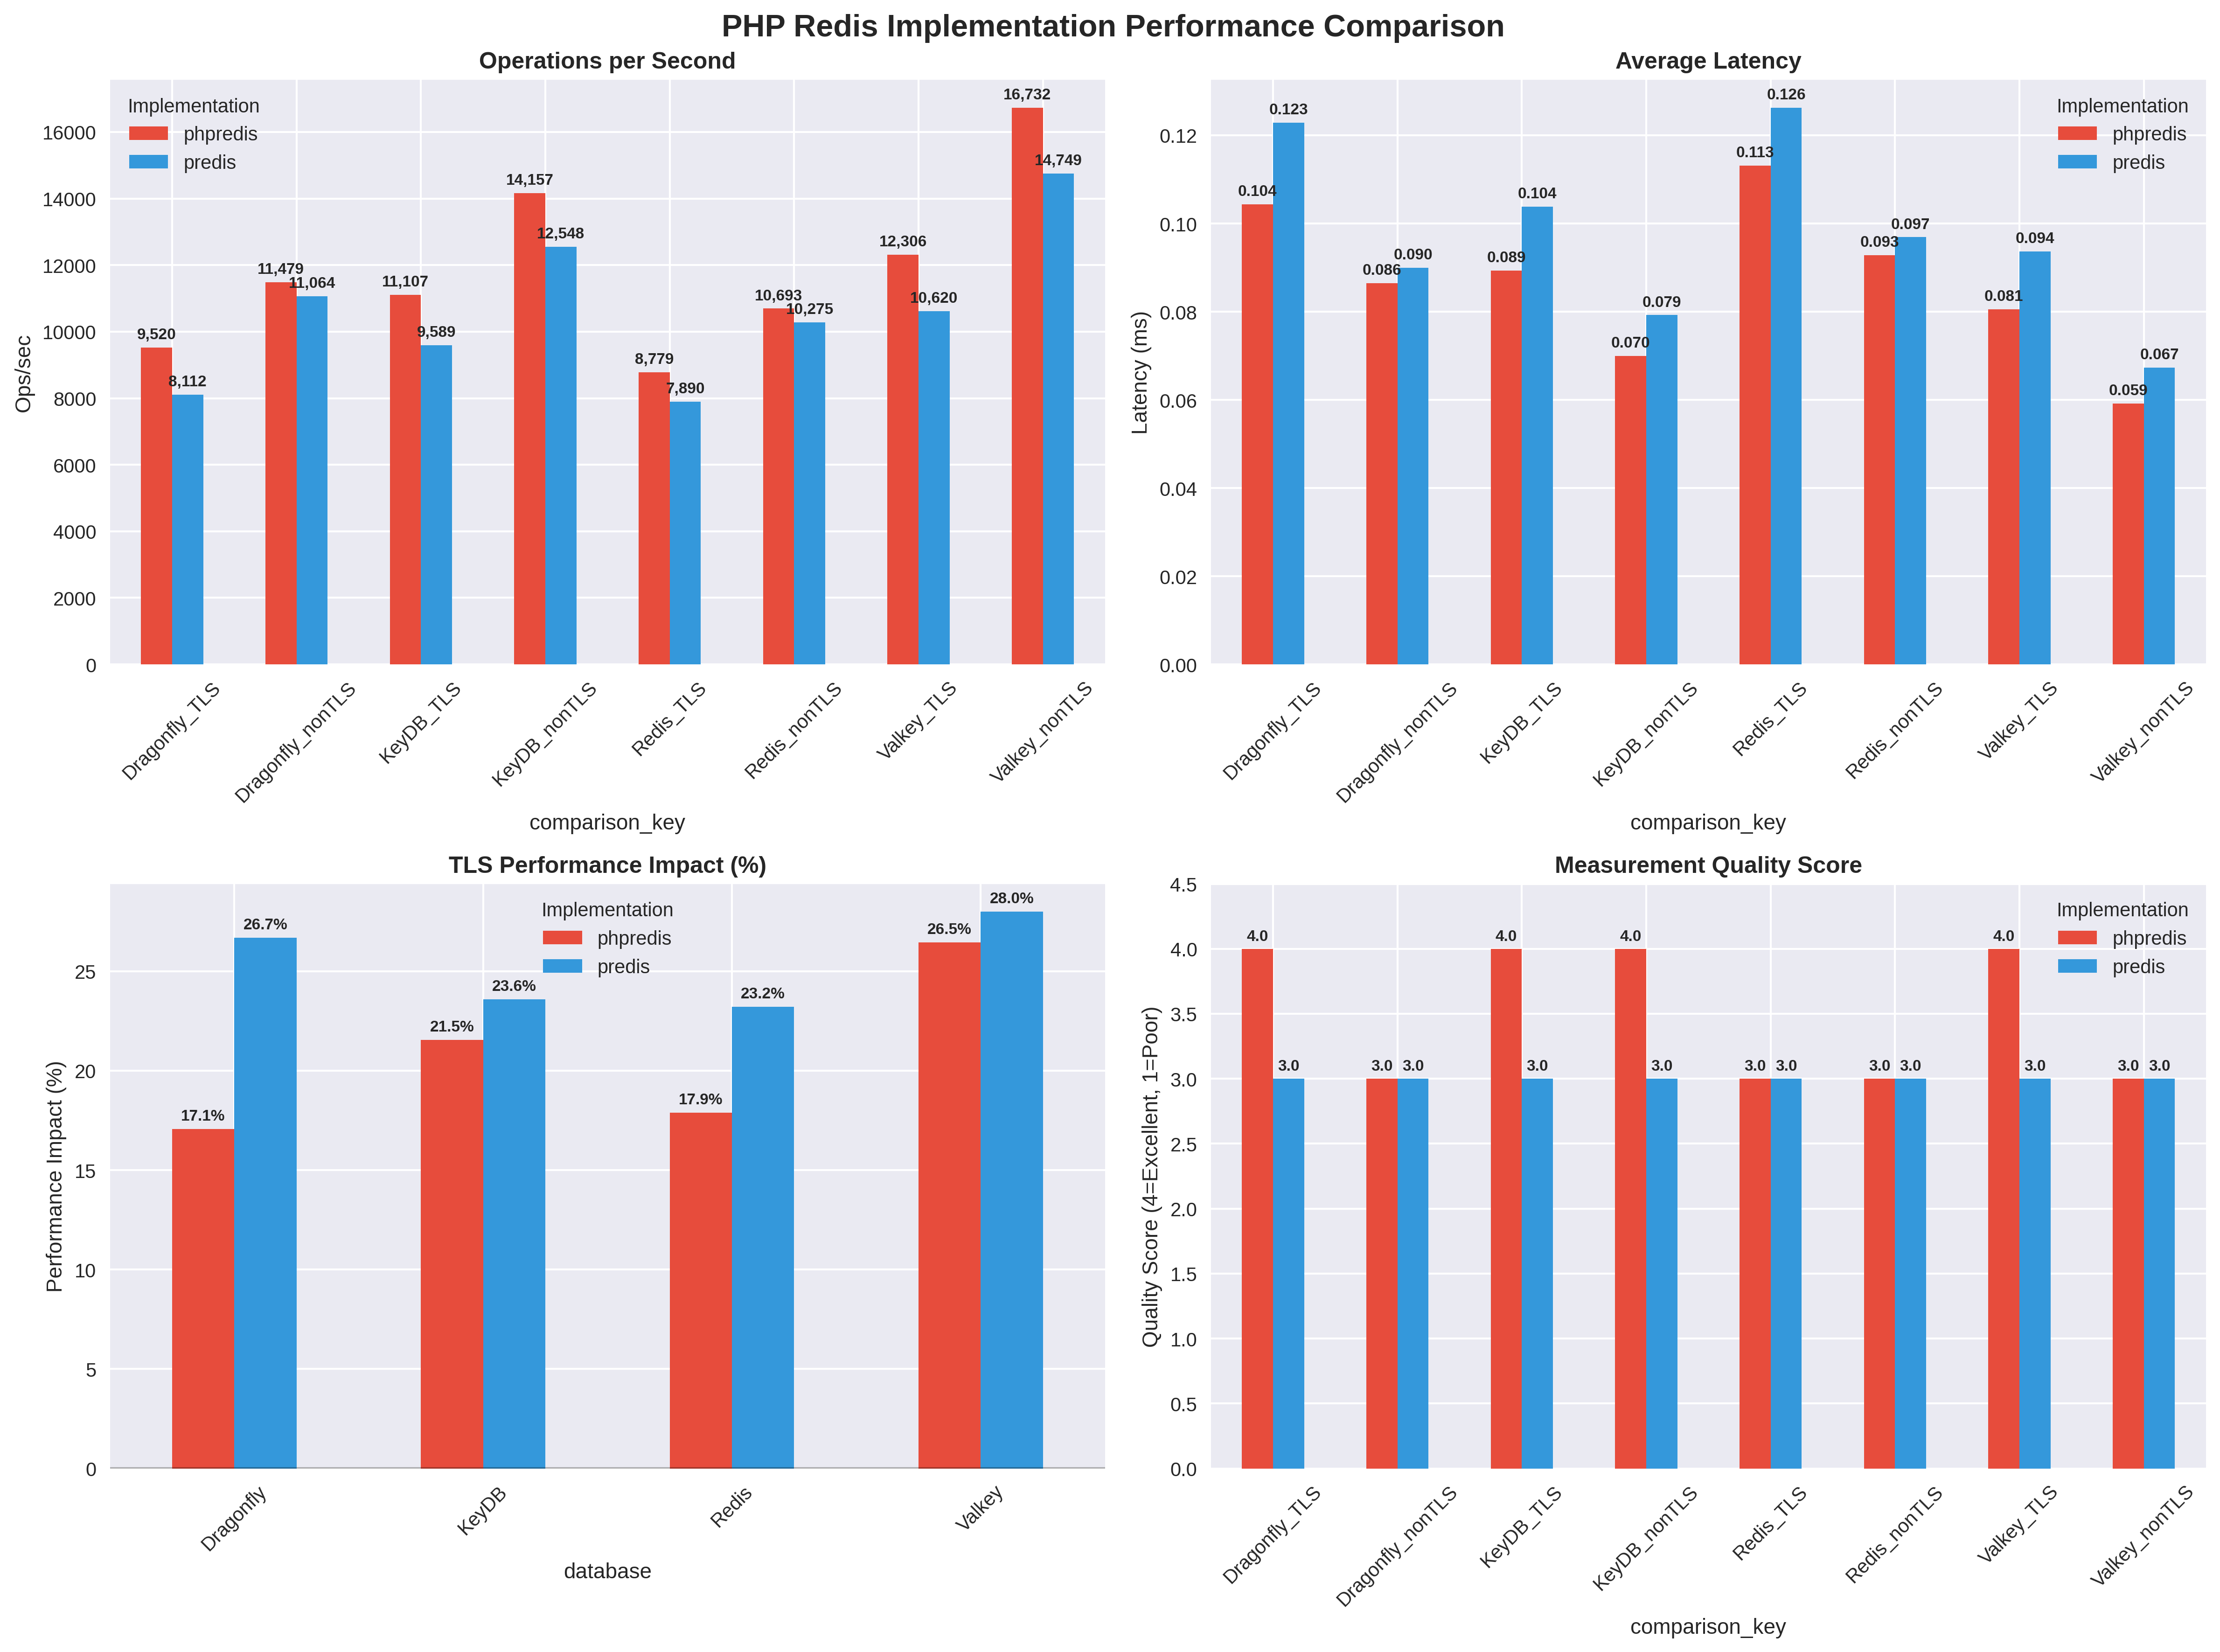 PHP Redis Implementation Performance Comparison
Operations per Second
Ops/sec
16000
14000
12000
10000
8000
6000
4000
2000
0
Implementation
phpredis
predis
9,520
8,112
11,479
11,064
11,107
9,589
14,157
12,548
8,779
7,890
10,693
10,275
12,306
10,620
16,732
14,749
Dragonfly_TLS
Dragonfly_nonTLS
KeyDB_TLS
KeyDB_nonTLS
Redis_TLS
Redis_nonTLS
Valkey_TLS
Valkey_nonTLS
comparison_key
Average Latency
Latency (ms)
0.12
0.10
0.08
0.06
0.04
0.02
0.00
Implementation
phpredis
predis
0.104
0.123
0.086
0.090
0.089
0.104
0.070
0.079
0.113
0.126
0.093
0.097
0.081
0.094
0.059
0.067
Dragonfly_TLS
Dragonfly_nonTLS
KeyDB_TLS
KeyDB_nonTLS
Redis_TLS
Redis_nonTLS
Valkey_TLS
Valkey_nonTLS
comparison_key
TLS Performance Impact (%)
Performance Impact (%)
25
20
15
10
5
0
Implementation
phpredis
predis
17.1%
26.7%
21.5%
23.6%
17.9%
23.2%
26.5%
28.0%
Dragonfly
KeyDB
Redis
Valkey
database
Measurement Quality Score
Quality Score (4=Excellent, 1=Poor)
4.5
4.0
3.5
3.0
2.5
2.0
1.5
1.0
0.5
0.0
Implementation
phpredis
predis
4.0
3.0
3.0
3.0
4.0
3.0
4.0
3.0
3.0
3.0
3.0
3.0
4.0
3.0
3.0
3.0
Dragonfly_TLS
Dragonfly_nonTLS
KeyDB_TLS
KeyDB_nonTLS
Redis_TLS
Redis_nonTLS
Valkey_TLS
Valkey_nonTLS
comparison_key